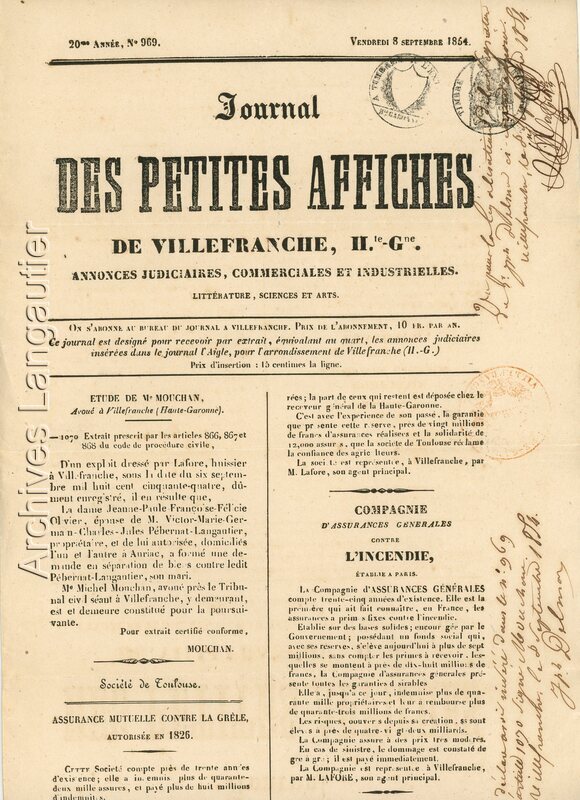 20me Année, No 969.
Vendredi 8 septembre 1854.
Journal
DES PETITES AFFICHES
DE VILLEFRANCHE, H.te-Gne.
ANNONCES JUDICIAIRES, COMMERCIALES ET INDUSTRIELLES.
LITTÉRATURE, SCIENCES ET ARTS.
On s'abonne au bureau du journal a Villefranche. Prix de l'abonnement, 10 fr. par an.
Ce journal est désigné pour recevoir par extrait, équivalant au quart, les annonces judiciaires
insérées dans le journal l'Aigle, pour l'arrondissement de Villefranche (H.-G.)
Prix d'insertion : 15 centimes la ligne.
ETUDE DE Me MOUCHAN,
Avoué à Villefranche (Haute-Garonne).
1070 Extrait prescrit par les articles 866, 867 et
868 du code de procédure civile.
D'un exploit dressé par Lafore, huissier
à Villefranche, sous la date du six septem-
bre mil huit cent cinquante-quatre, dû-
ment enregistré, il en résulte que,
La dame Jeanne-Paule Françoise-Félicie
Olivier, épouse de M. Victor-Marie-Ger-
main-Charles-Jules Pébernat-Langautier,
propriétaire, et de lui autorisée, domiciliés
l'un et l'autre à Auriac, a formé une de-
mande en séparation de biens contre ledit
Pébernat-Langautier, son mari.
Me Michel Mouchan, avoué près le Tribu-
nal civil séant à Villefranche, y demeurant,
est et demeure constitué pour la poursui-
vante.
Pour extrait certifié conforme,
MOUCHAN.
Société de Toulouse.
ASSURANCE MUTUELLE CONTRE LA GRÊLE,
AUTORISÉE EN 1826.
Cette Société compte près de trente années
d'existence; elle a indemnis plus de quarante-
deux mille assurés, et payé plus de huit millions
d'indemnités.
rées; la part de ceux qui restent est déposée chez le
receveur général de la Haute-Garonne.
C'est avec l'expérience de son passé, la garantie
que présente cette réserve, près de vingt millions
de francs d'assurances réalisées et la solidarité de
12,000 assurés, que la société de Toulouse réclame
la confiance des agriculteurs.
La société est représentée, à Villefranche, par
M. Lafore, son agent principal.
COMPAGNIE
D'ASSURANCES GENERALES
CONTRE
L'INCENDIE,
ÉTABLIE A PARIS.
La Compagnie d'ASSURANCES GÉNÉRALES
compte trente-cinq années d'existence. Elle est la
première qui ait fait connaître, en France, les
assurances a primes fixes contre l'incendie.
Etablie sur des bases solides; encouragée par le
Gouvernement; possédant un fonds social qui,
avec ses réserves, s'élève aujourd'hui à plus de sept
millions, sans compter les primes à recevoir, les-
quelles se montent à près de dix-huit millions de
francs, la Compagnie d'assurances générales pré-
sente toutes les garanties désirables
Elle a, jusqu'à ce jour, indemnisé plus de qua-
rante mille propriétaires et leur a remboursé plus
de quarante-trois millions de francs.
Les risques, couverts depuis sa création, se sont
élevés a près de quatre-vingt-deux milliards.
La Compagnie assure à des prix très modérés.
En cas de sinistre, le dommage est constaté de
gré a gré; il est payé immédiatement.
La Compagnie est représentée à Villefranche,
par M. LAFORE, son agent principal.
Archives Langautier